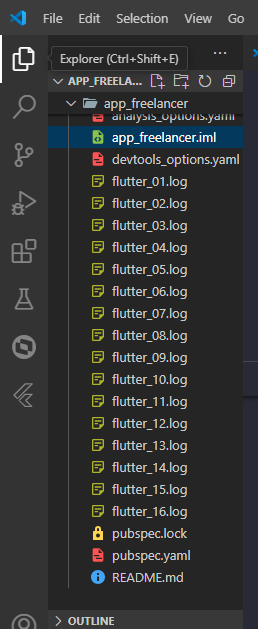 File Edit Selection View Go
Explorer (Ctrl+Shift+E)
APP_FREELA...
app_freelancer
analysis_options.yaml
app_freelancer.iml
devtools_options.yaml
flutter_01.log
flutter_02.log
flutter_03.log
flutter_04.log
flutter_05.log
flutter_06.log
flutter_07.log
flutter_08.log
flutter_09.log
flutter_10.log
flutter_11.log
flutter_12.log
flutter_13.log
flutter_14.log
flutter_15.log
flutter_16.log
pubspec.lock
pubspec.yaml
README.md
OUTLINE